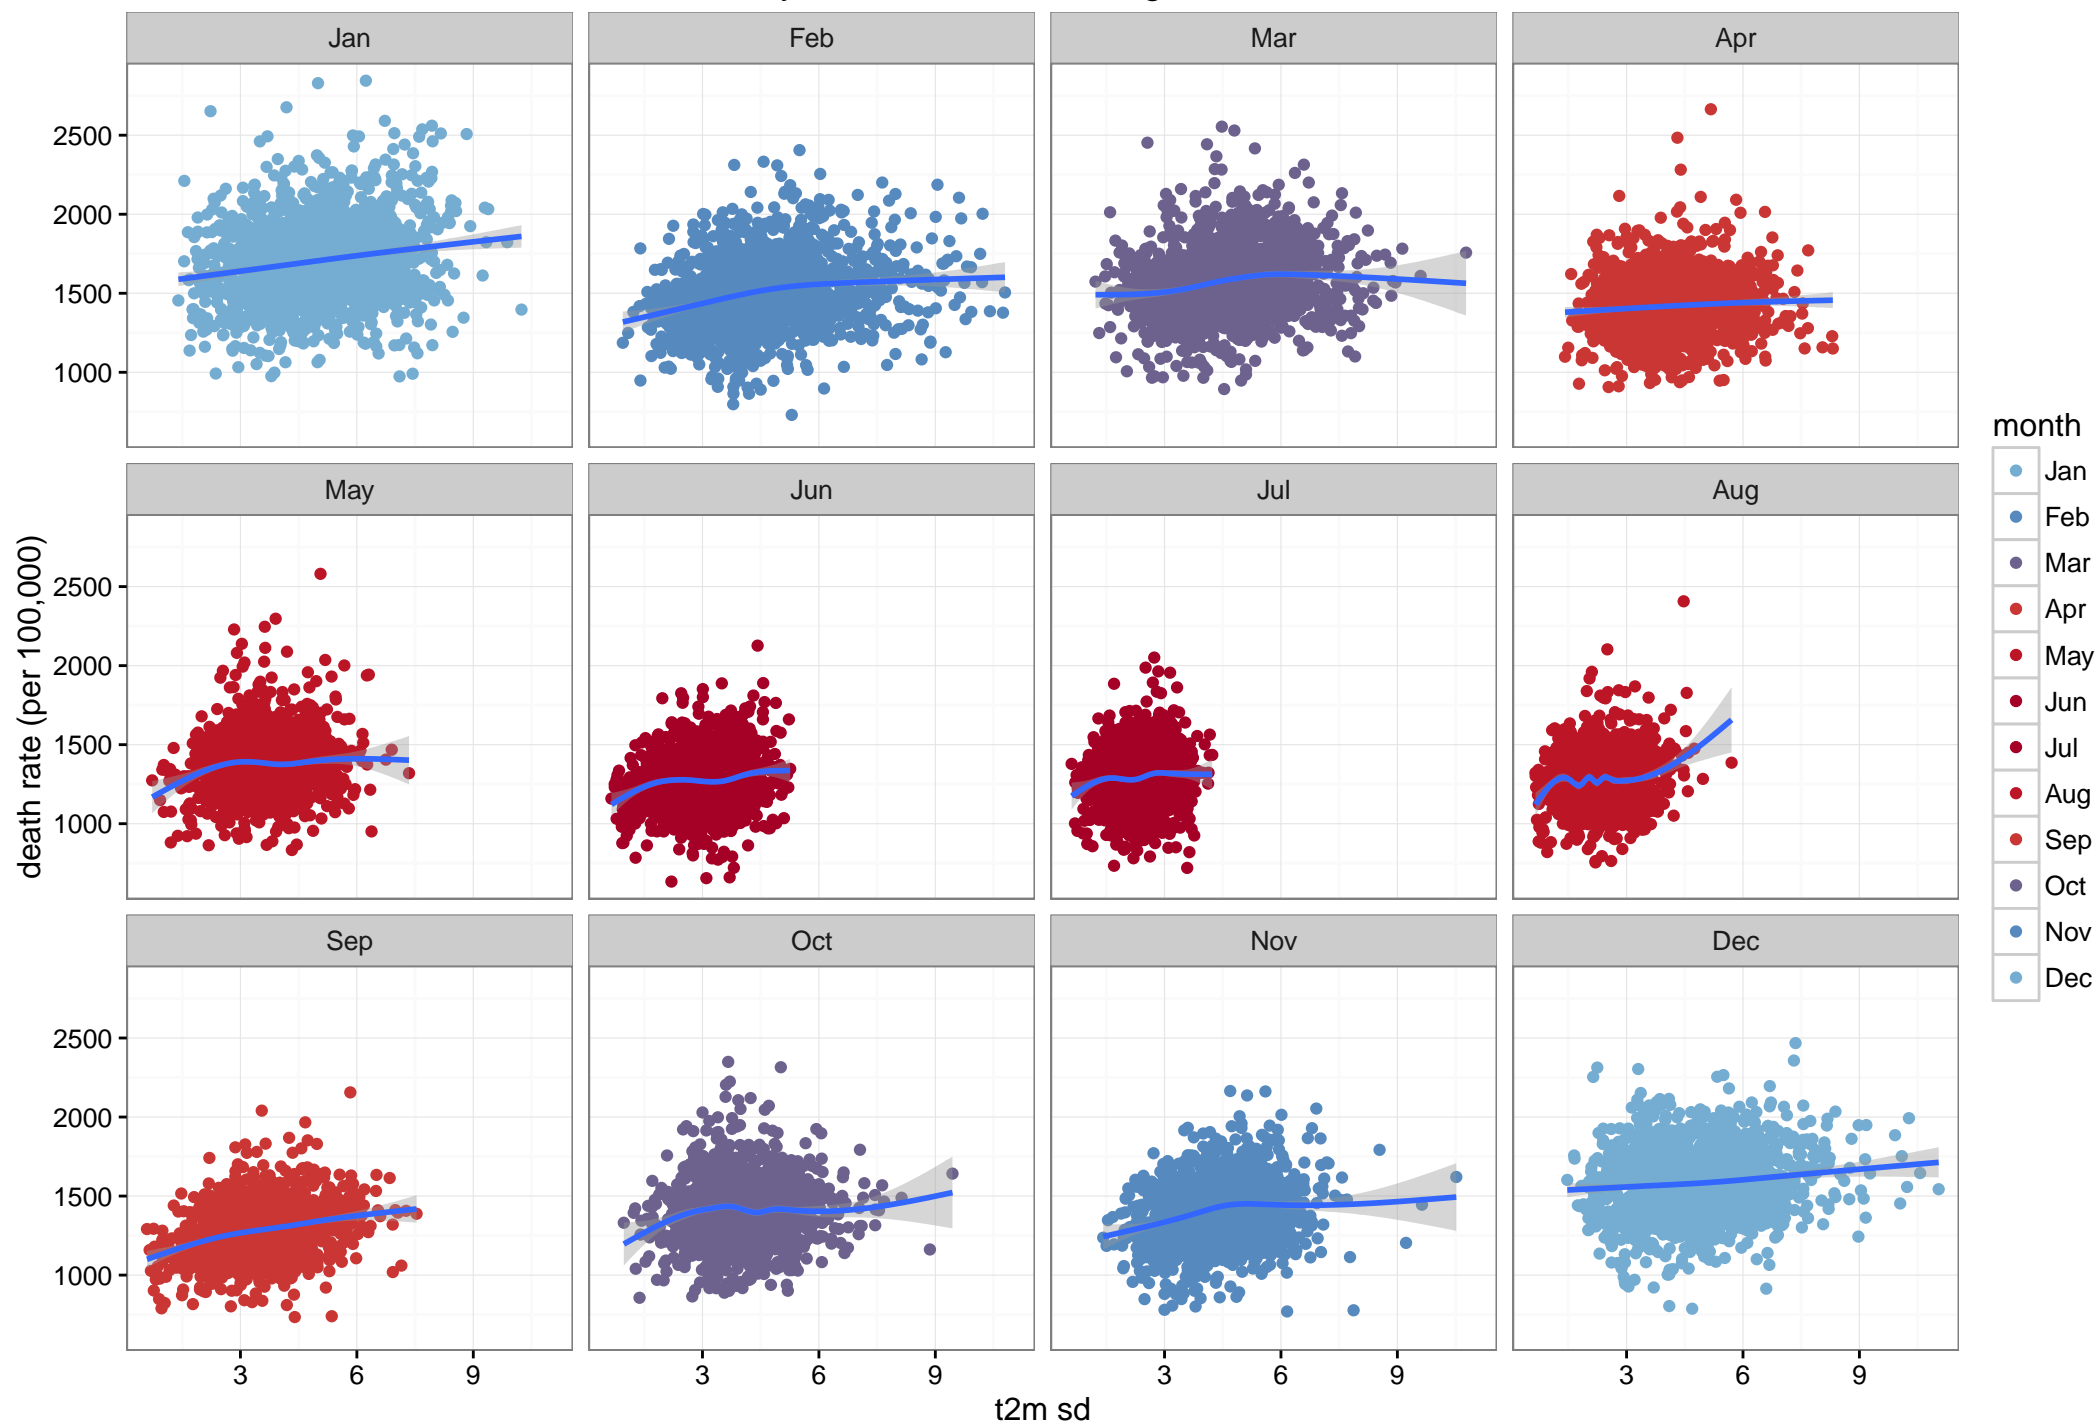 Jan Feb Mar Apr
2500
2000
1500
1000
May Jun Jul Aug
2500
2000
1500
1000
Sep Oct Nov Dec
2500
2000
1500
1000
3 6 9 3 6 9 3 6 9 3 6 9
t2m sd
death rate (per 100,000)
month
Jan
Feb
Mar
Apr
May
Jun
Jul
Aug
Sep
Oct
Nov
Dec